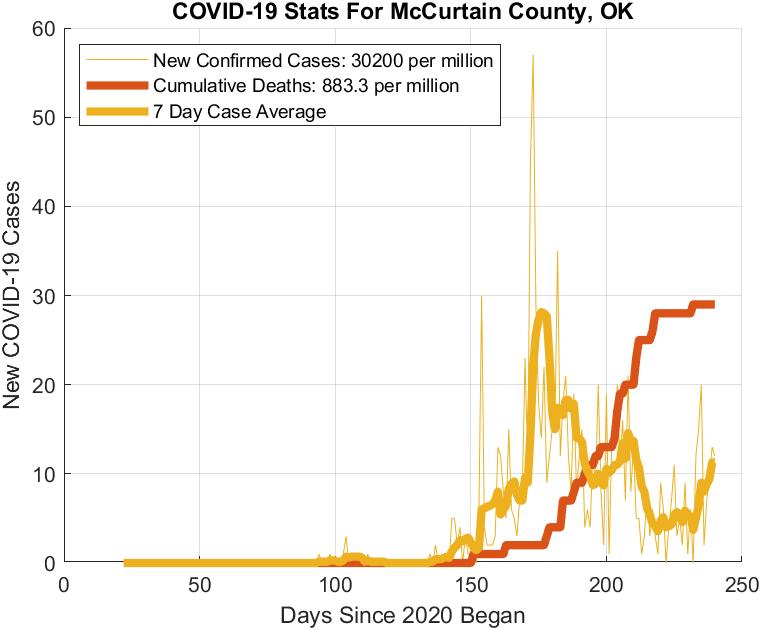 COVID-19 Stats For McCurtain County, OK
New Confirmed Cases: 30200 per million
Cumulative Deaths: 883.3 per million
7 Day Case Average
New COVID-19 Cases
60
50
40
30
20
10
0
0 50 100 150 200 250
Days Since 2020 Began